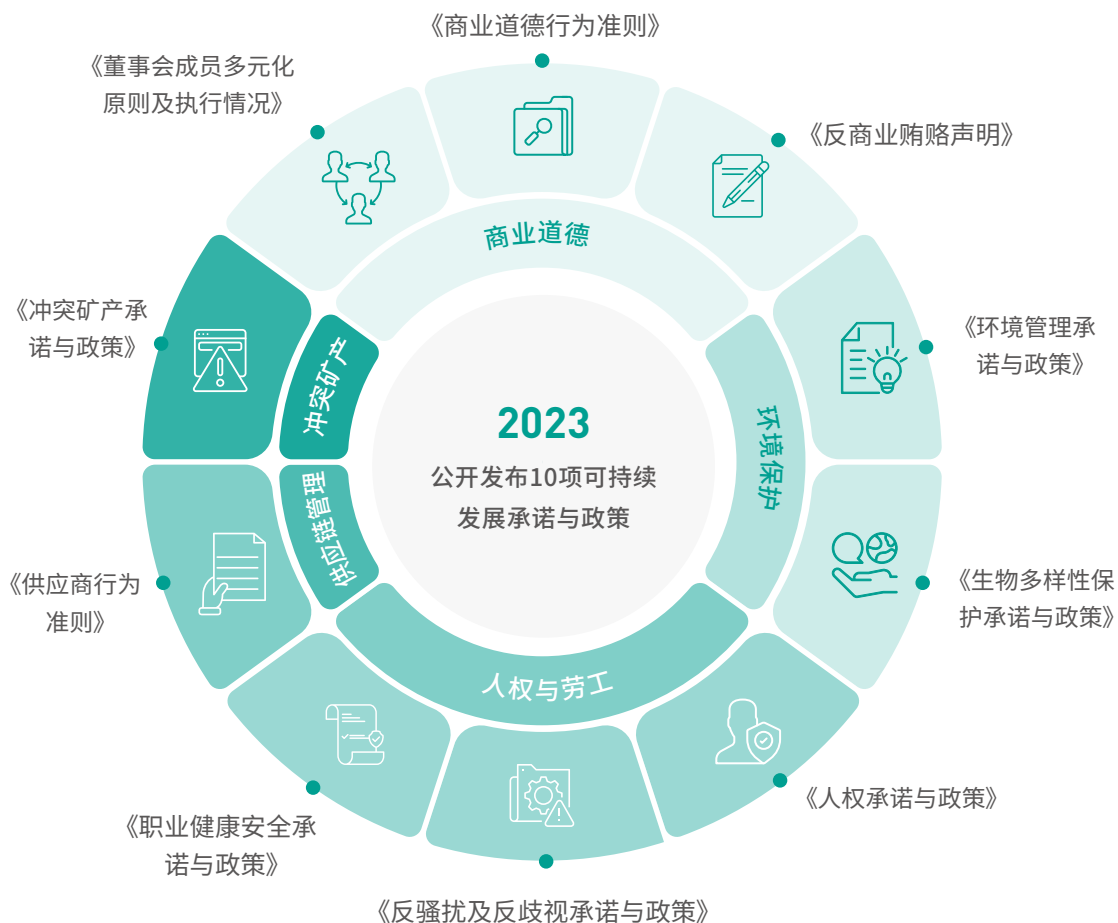 《商业道德行为准则》
《董事会成员多元化
原则及执行情况》
《反商业贿赂声明》
商业道德
《冲突矿产承
诺与政策》
冲突矿产
《环境管理承
诺与政策》
环境保护
2023
公开发布10项可持续
发展承诺与政策
供应链管理
《供应商行为
准则》
《生物多样性保
护承诺与政策》
人权与劳工
《人权承诺与政策》
《职业健康安全承
诺与政策》
《反骚扰及反歧视承诺与政策》